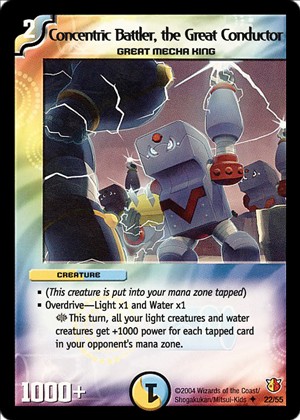 2 Concentric Battler, the Great Conductor
GREAT MECHA KING
CREATURE
▪ (This creature is put into your mana zone tapped)
▪ Overdrive—Light x1 and Water x1
This turn, all your light creatures and water
creatures get +1000 power for each tapped card
in your opponent's mana zone.
1000+
1
©2004 Wizards of the Coast/
Shogakukan/Mitsui-Kids ♦ 22/55